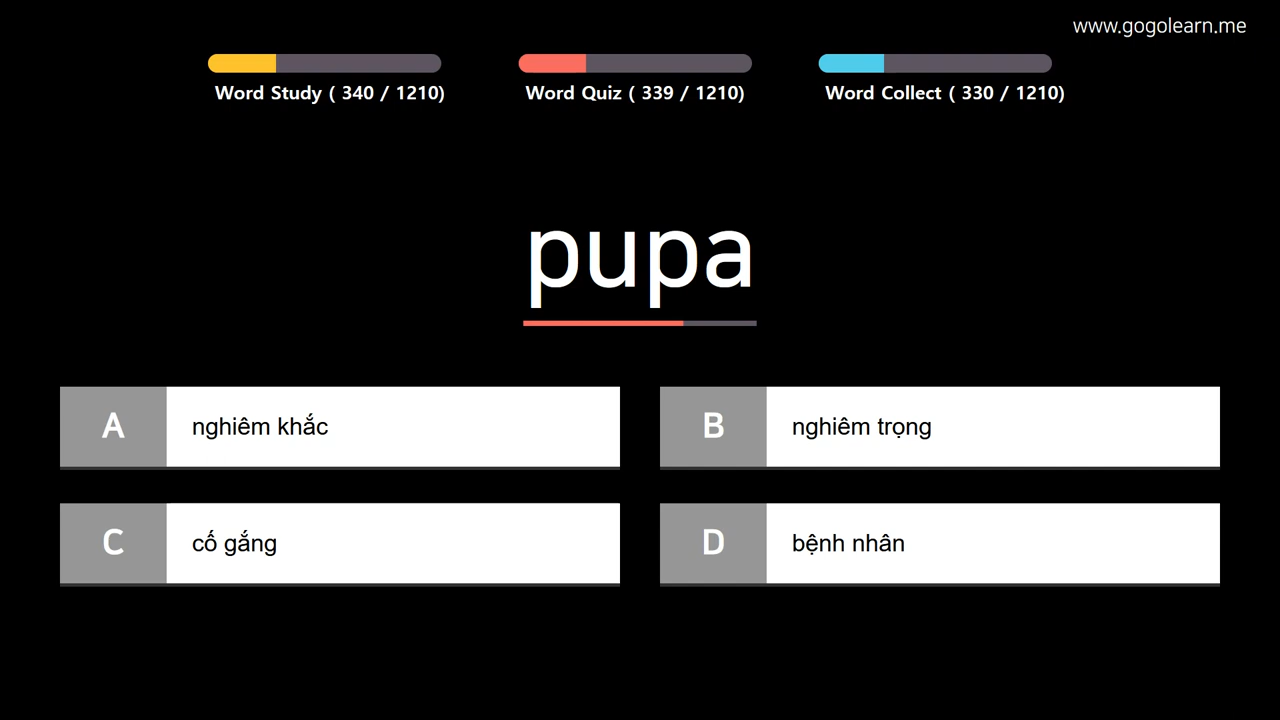 www.gogolearn.me
Word Study ( 340 / 1210)
Word Quiz ( 339 / 1210)
Word Collect ( 330 / 1210)
pupa
A nghiêm khắc
B nghiêm trọng
C cố gắng
D bệnh nhân